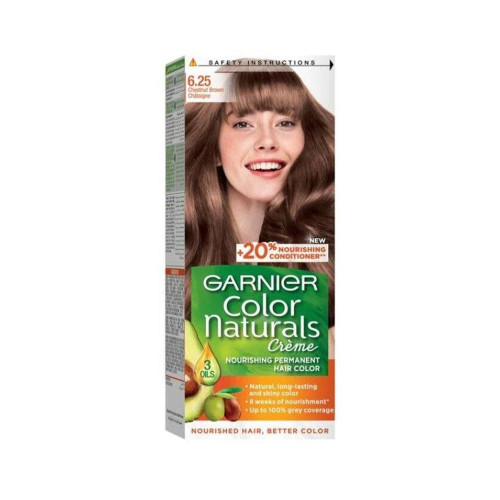 SAFETY INSTRUCTIONS
6.25
Chestnut Brown
Châtaigne
NEW
+20% NOURISHING
CONDITIONER**
GARNIER
Color
Naturals
Crème
NOURISHING PERMANENT
HAIR COLOR
3
OILS
• Natural, long-lasting
and shiny color
• 8 weeks of nourishment*
• Up to 100% grey coverage
NOURISHED HAIR, BETTER COLOR